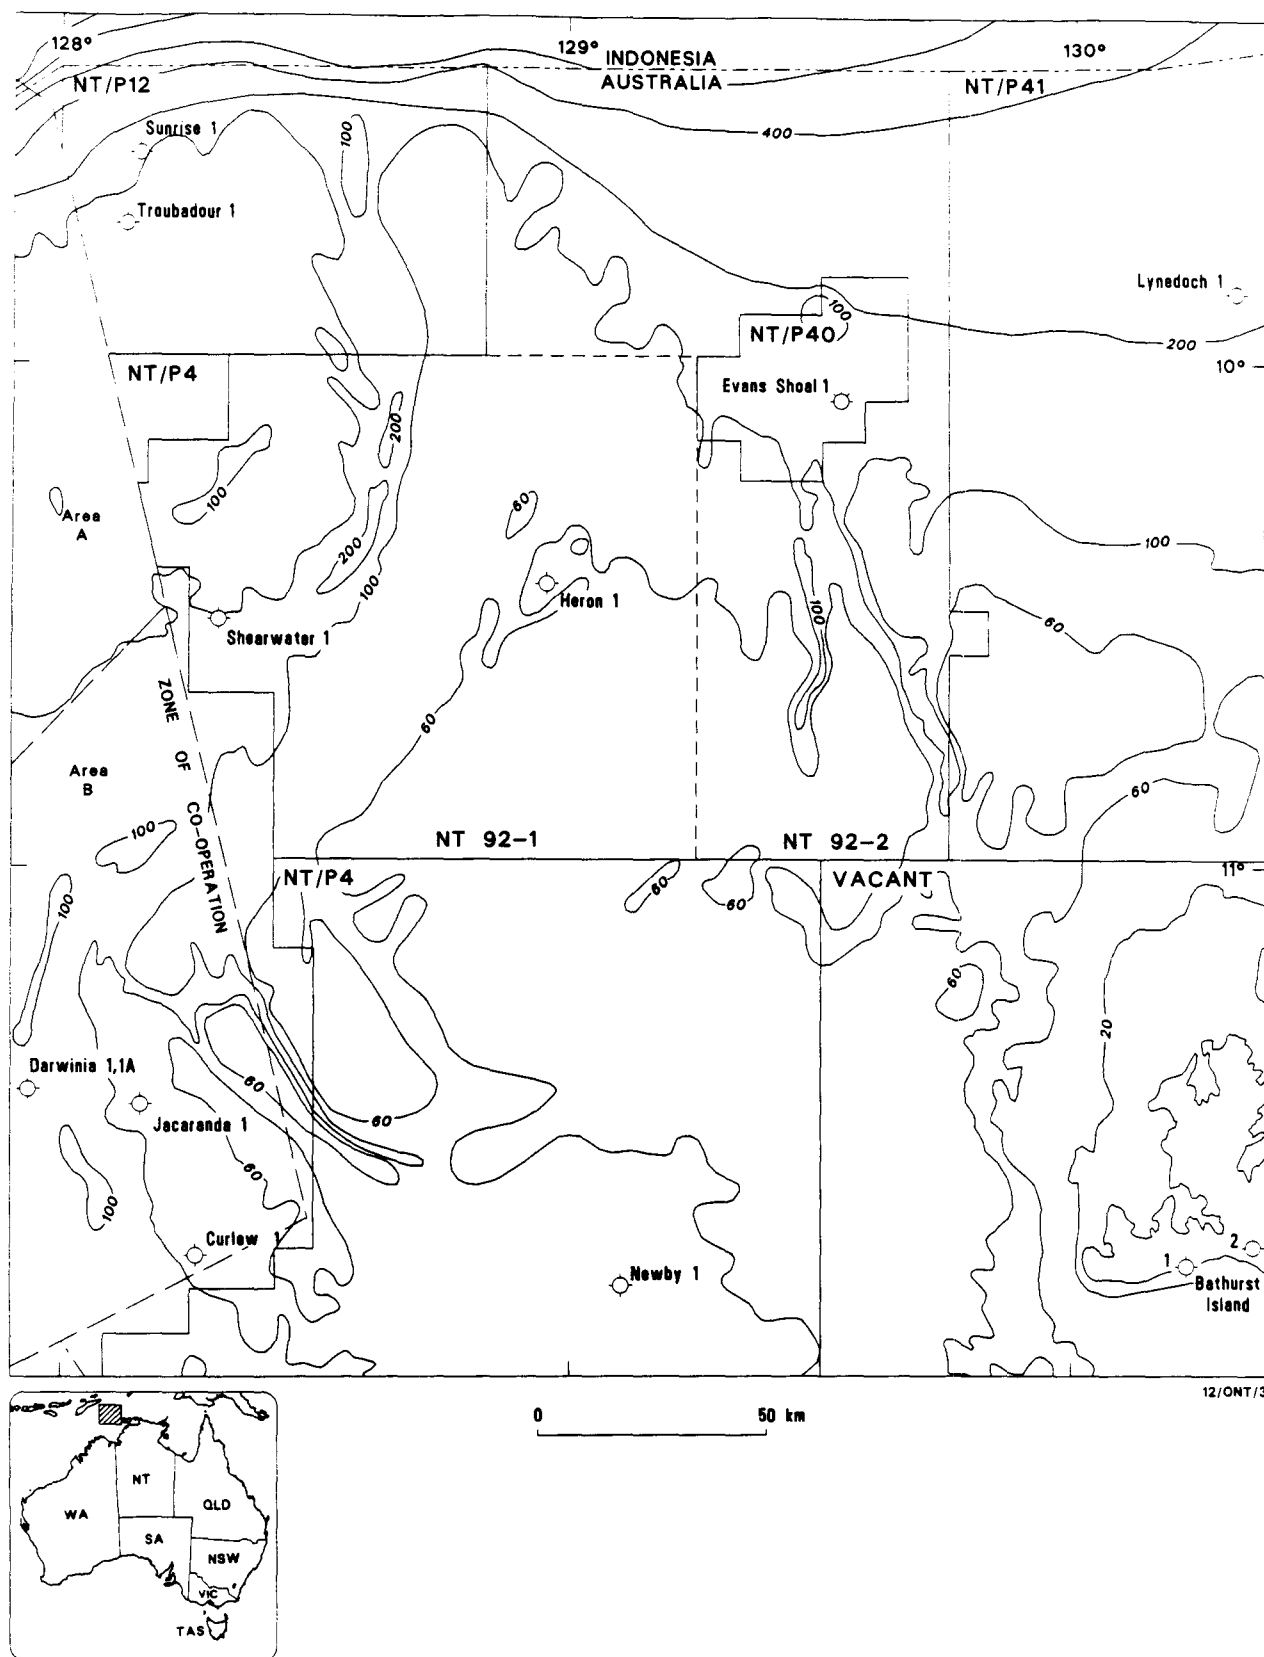 128°
129°
130°
INDONESIA
AUSTRALIA
NT/P12
NT/P41
Sunrise 1
100
400
Troubadour 1
Lynedoch 1
100
NT/P40
200
10°
NT/P4
Evans Shoal 1
200
100
60
Area
A
200
100
100
Heron 1
100
60
Shearwater 1
ZONE OF CO-OPERATION
60
Area
B
60
100
NT 92-1
NT 92-2
11°
NT/P4
VACANT
60
60
100
60
20
Darwinia 1,1A
60
60
Jacaranda 1
60
100
Curlew 1
2
1
Newby 1
Bathurst
Island
12/ONT/3
0
50 km
NT
WA
QLD
SA
NSW
VIC
TAS